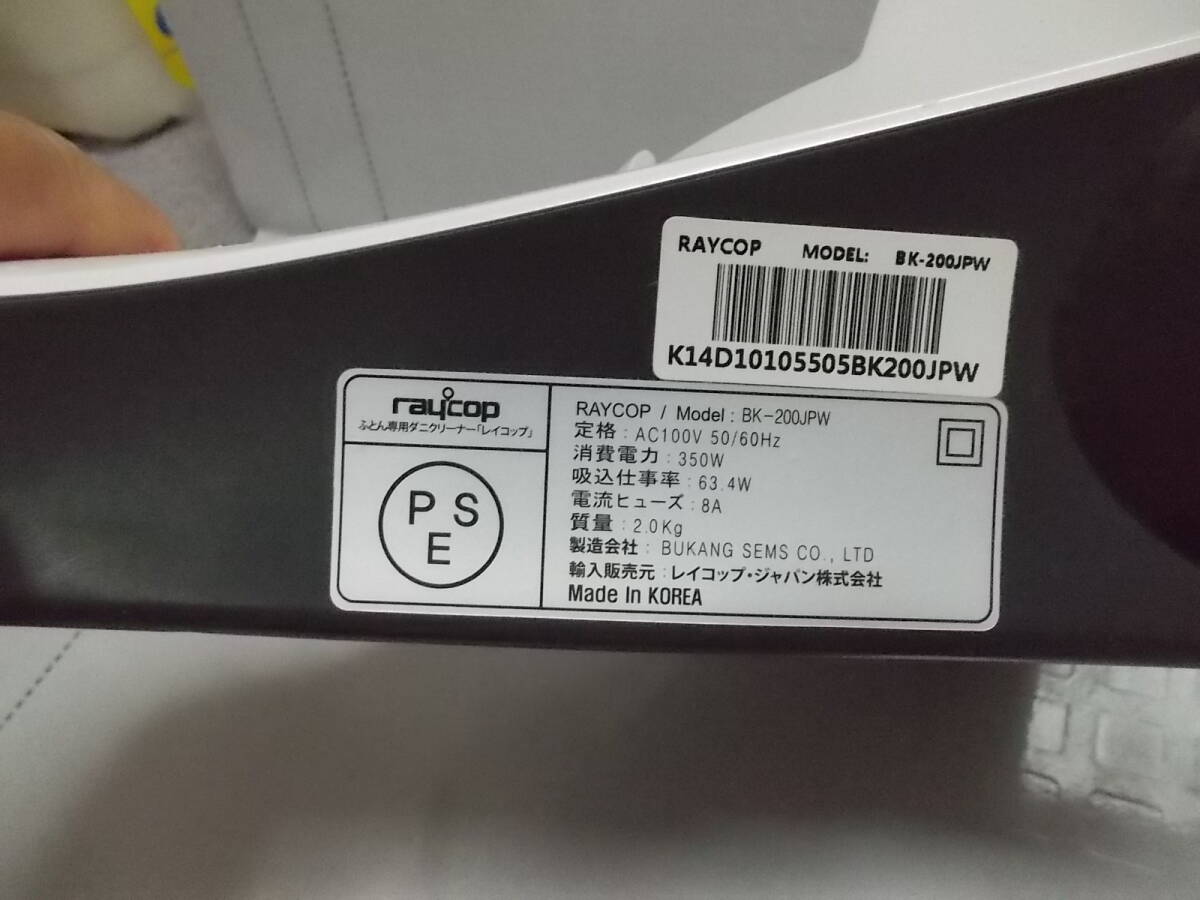 RAYCOP MODEL: BK-200JPW
K14D10105505BK200JPW
raycop
ふとん専用ダニクリーナー「レイコップ」
PSE
RAYCOP / Model : BK-200JPW
定格 : AC100V 50/60Hz
消費電力 : 350W
吸込仕事率 : 63.4W
電流ヒューズ : 8A
質量 : 2.0Kg
製造会社 : BUKANG SEMS CO., LTD
輸入販売元 : レイコップ・ジャパン株式会社
Made In KOREA